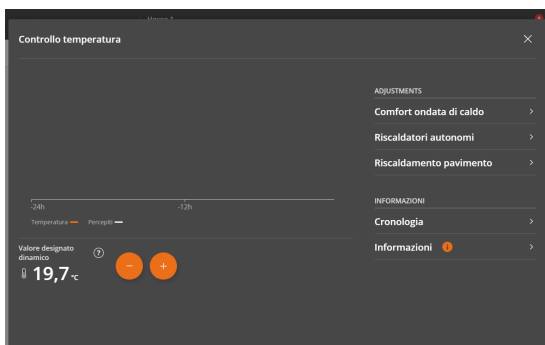 Controllo temperatura
ADJUSTMENTS
Comfort ondata di caldo
Riscaldatori autonomi
Riscaldamento pavimento
-24h
-12h
Temperatura
Percepiti
INFORMAZIONI
Cronologia
Informazioni
Valore designato
dinamico
?
19,7 °C
- +